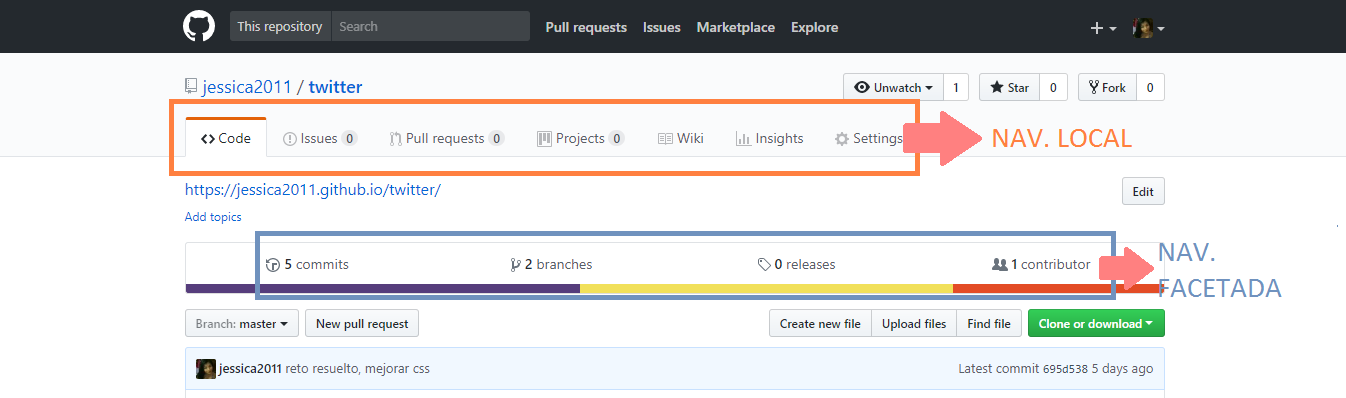 This repository Search Pull requests Issues Marketplace Explore
jessica2011 / twitter Unwatch 1 Star 0 Fork 0
Code Issues 0 Pull requests 0 Projects 0 Wiki Insights Settings NAV. LOCAL
https://jessica2011.github.io/twitter/ Edit
Add topics
5 commits 2 branches 0 releases 1 contributor NAV.
FACETADA
Branch: master New pull request Create new file Upload files Find file Clone or download
jessica2011 reto resuelto, mejorar css Latest commit 695d538 5 days ago